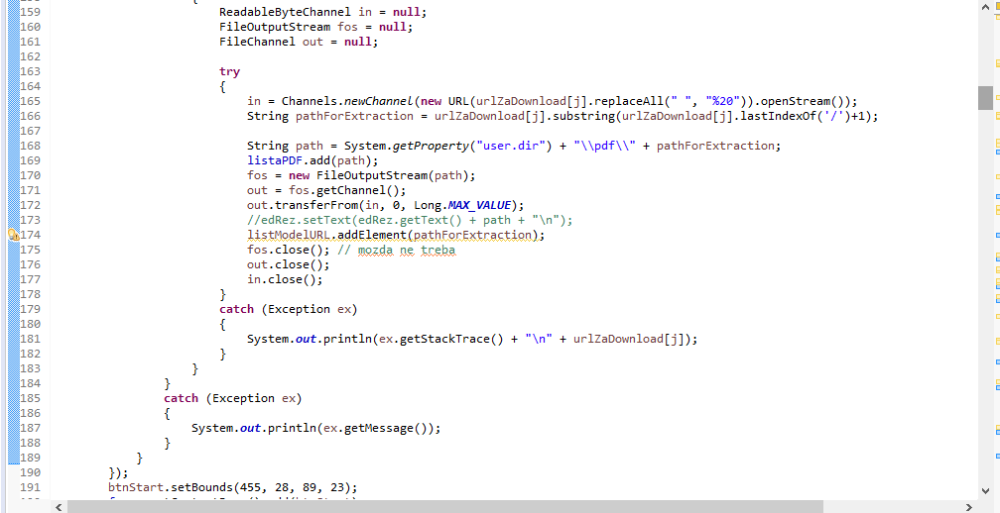 159 ReadableByteChannel in = null;
160 FileOutputStream fos = null;
161 FileChannel out = null;
162
163 try
164 {
165 in = Channels.newChannel(new URL(urlZaDownload[j].replaceAll(" ", "%20")).openStream());
166 String pathForExtraction = urlZaDownload[j].substring(urlZaDownload[j].lastIndexOf('/')+1);
167
168 String path = System.getProperty("user.dir") + "\\pdf\\" + pathForExtraction;
169 listaPDF.add(path);
170 fos = new FileOutputStream(path);
171 out = fos.getChannel();
172 out.transferFrom(in, 0, Long.MAX_VALUE);
173 //edRez.setText(edRez.getText() + path + "\n");
174 listModelURL.addElement(pathForExtraction);
175 fos.close(); // mozda ne treba
176 out.close();
177 in.close();
178 }
179 catch (Exception ex)
180 {
181 System.out.println(ex.getStackTrace() + "\n" + urlZaDownload[j]);
182 }
183 }
184 }
185 catch (Exception ex)
186 {
187 System.out.println(ex.getMessage());
188 }
189 }
190 });
191 btnStart.setBounds(455, 28, 89, 23);